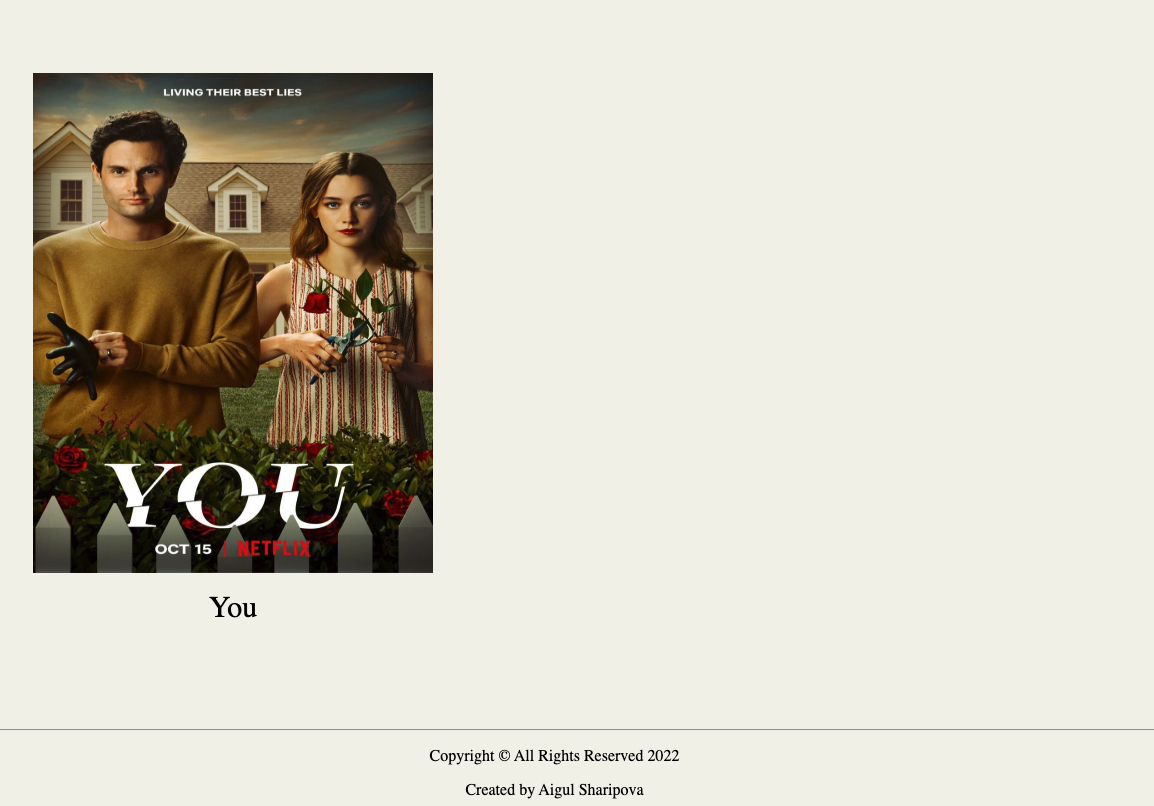 LIVING THEIR BEST LIES
YOU
OCT 15 | NETFLIX
You
Copyright © All Rights Reserved 2022
Created by Aigul Sharipova